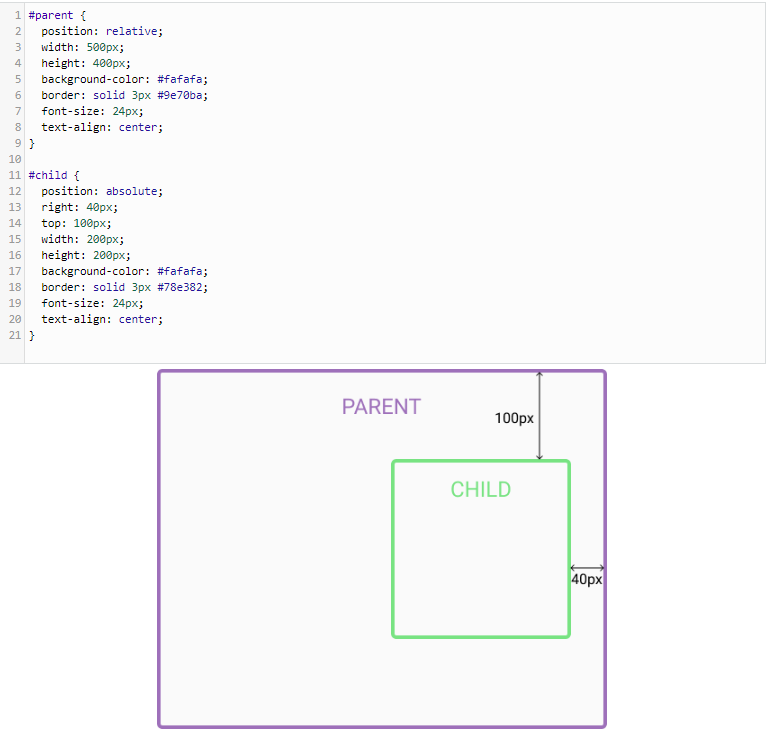 1 #parent {
2   position: relative;
3   width: 500px;
4   height: 400px;
5   background-color: #fafafa;
6   border: solid 3px #9e70ba;
7   font-size: 24px;
8   text-align: center;
9 }
10
11 #child {
12   position: absolute;
13   right: 40px;
14   top: 100px;
15   width: 200px;
16   height: 200px;
17   background-color: #fafafa;
18   border: solid 3px #78e382;
19   font-size: 24px;
20   text-align: center;
21 }
PARENT
100px
CHILD
40px